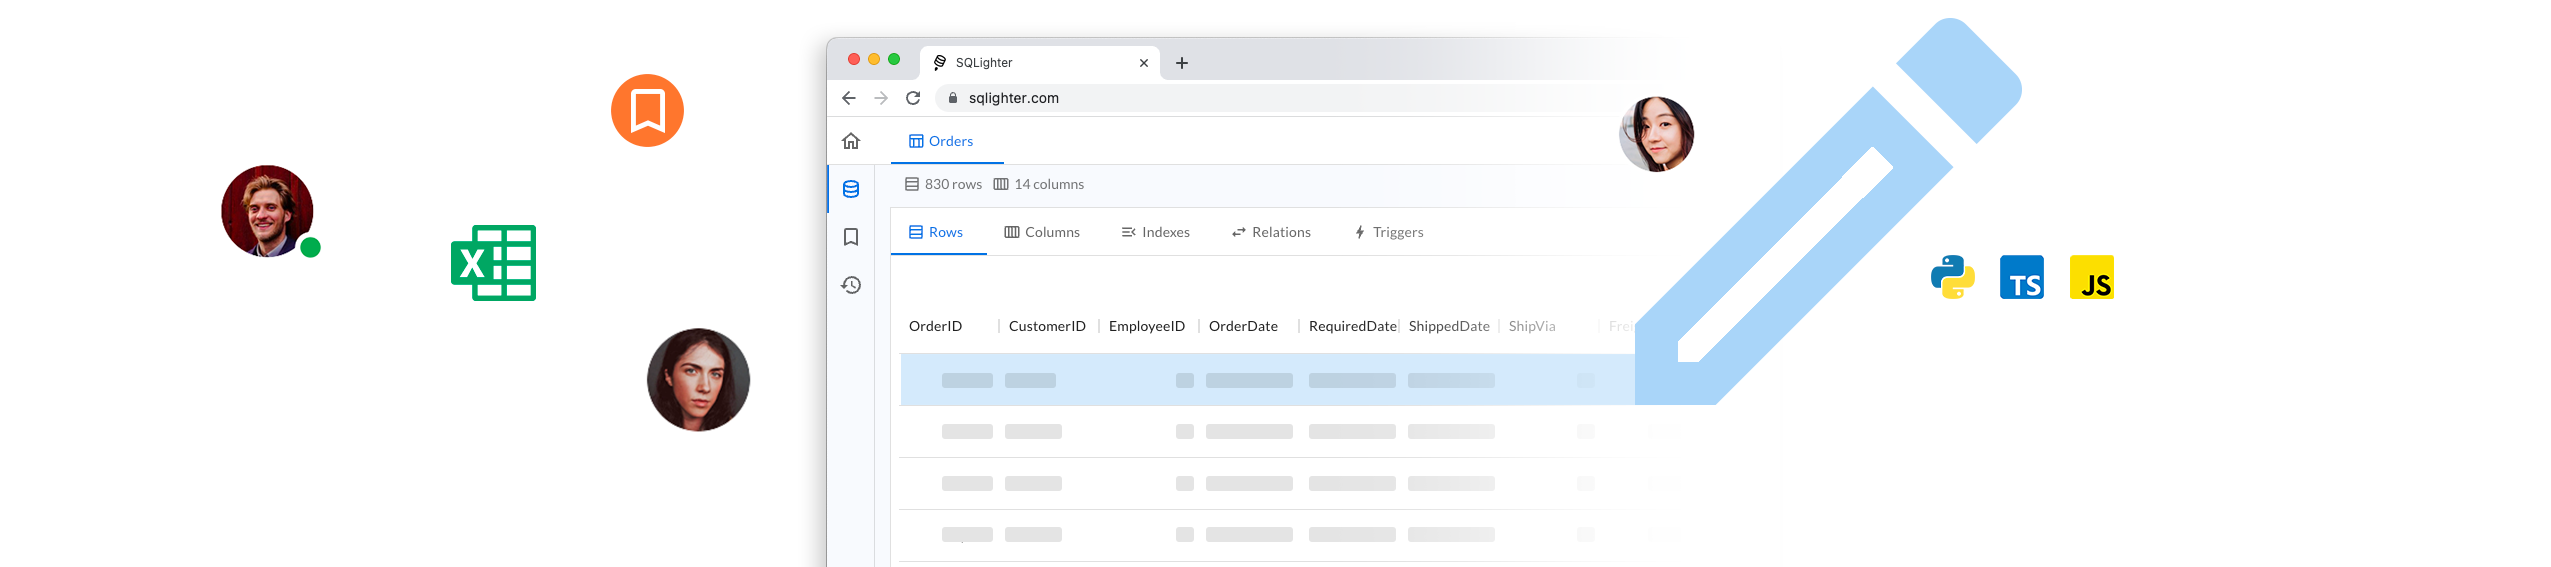 SQLighter
sqlighter.com
Orders
830 rows 14 columns
Rows Columns Indexes Relations Triggers
OrderID CustomerID EmployeeID OrderDate RequiredDate ShippedDate ShipVia Frei
X
TS JS